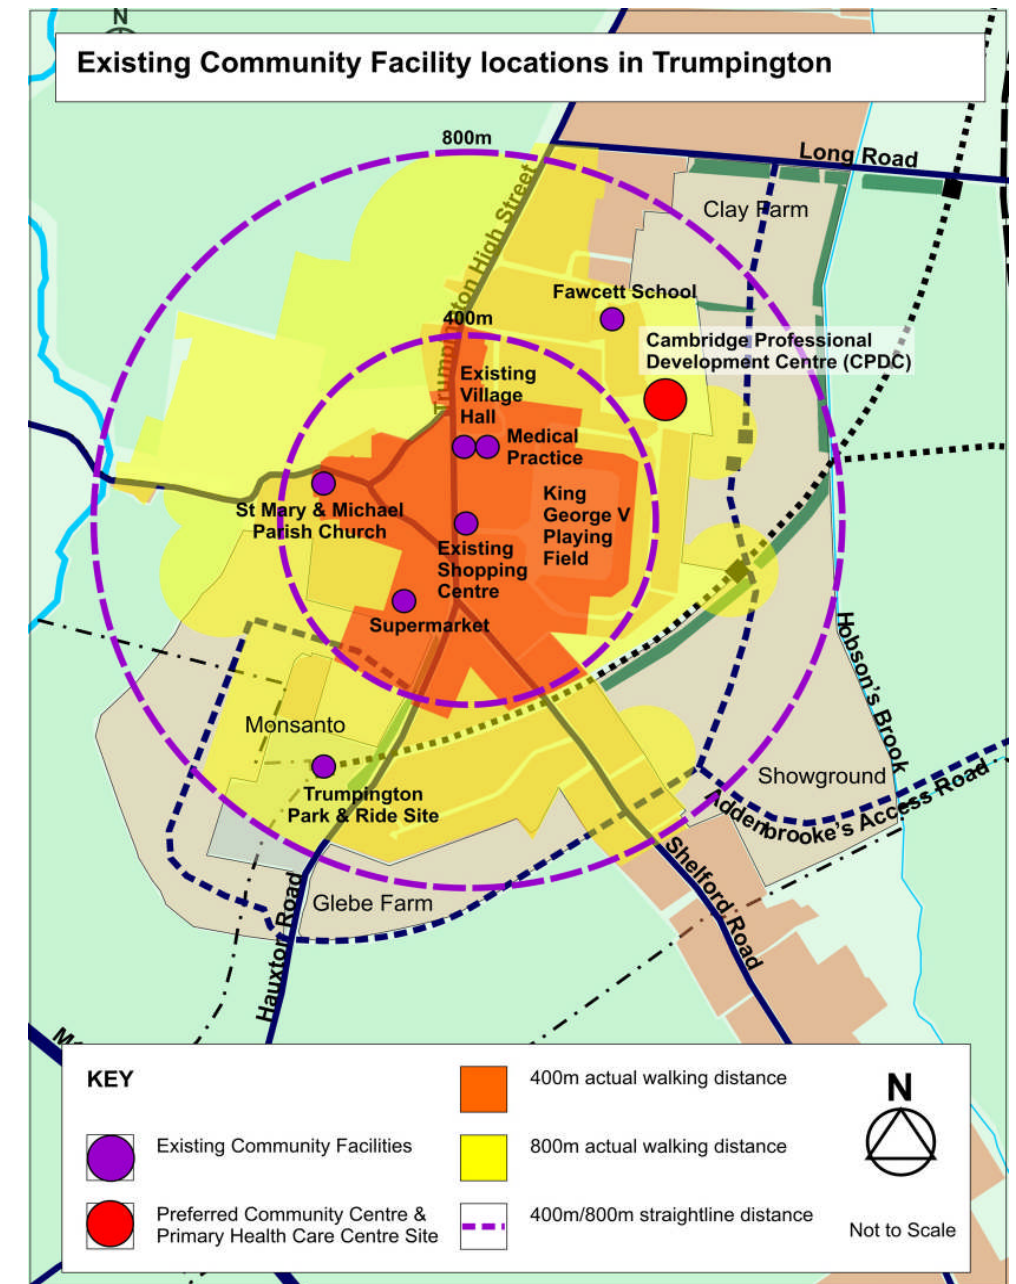 N
Existing Community Facility locations in Trumpington
800m
Long Road
Clay Farm
Trumpington High Street
Fawcett School
400m
Cambridge Professional
Development Centre (CPDC)
Existing
Village
Hall
Medical
Practice
King
George V
Playing
Field
St Mary & Michael
Parish Church
Existing
Shopping
Centre
Supermarket
Hobson's Brook
Monsanto
Showground
Trumpington
Park & Ride Site
Addenbrooke's Access Road
Shelford Road
Glebe Farm
Hauxton Road
KEY
Existing Community Facilities
Preferred Community Centre &
Primary Health Care Centre Site
400m actual walking distance
800m actual walking distance
400m/800m straightline distance
N
Not to Scale